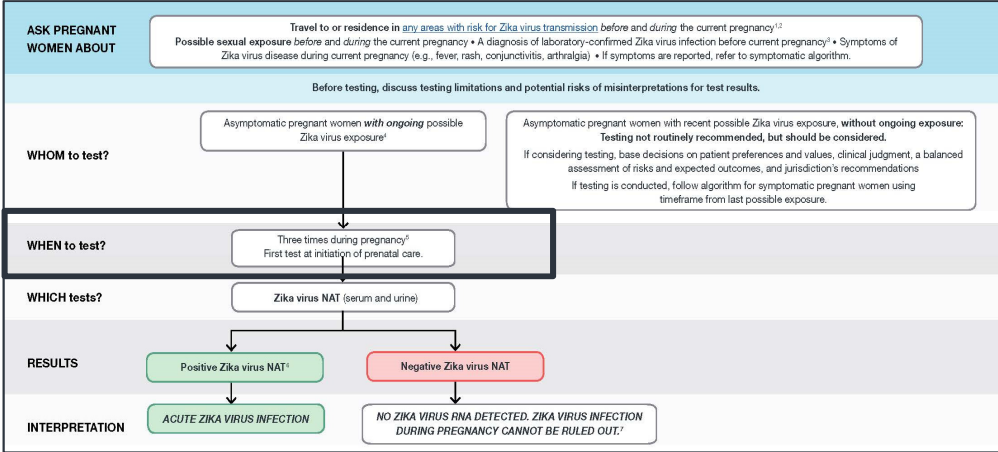 ASK PREGNANT
WOMEN ABOUT
Travel to or residence in any areas with risk for Zika virus transmission before and during the current pregnancy1,2
Possible sexual exposure before and during the current pregnancy • A diagnosis of laboratory-confirmed Zika virus infection before current pregnancy3 • Symptoms of
Zika virus disease during current pregnancy (e.g., fever, rash, conjunctivitis, arthralgia) • If symptoms are reported, refer to symptomatic algorithm.
Before testing, discuss testing limitations and potential risks of misinterpretations for test results.
WHOM to test?
Asymptomatic pregnant women with ongoing possible
Zika virus exposure4
Asymptomatic pregnant women with recent possible Zika virus exposure, without ongoing exposure:
Testing not routinely recommended, but should be considered.
If considering testing, base decisions on patient preferences and values, clinical judgment, a balanced
assessment of risks and expected outcomes, and jurisdiction's recommendations
If testing is conducted, follow algorithm for symptomatic pregnant women using
timeframe from last possible exposure.
WHEN to test?
Three times during pregnancy5
First test at initiation of prenatal care.
WHICH tests?
Zika virus NAT (serum and urine)
RESULTS
Positive Zika virus NAT6
Negative Zika virus NAT
INTERPRETATION
ACUTE ZIKA VIRUS INFECTION
NO ZIKA VIRUS RNA DETECTED. ZIKA VIRUS INFECTION
DURING PREGNANCY CANNOT BE RULED OUT.7